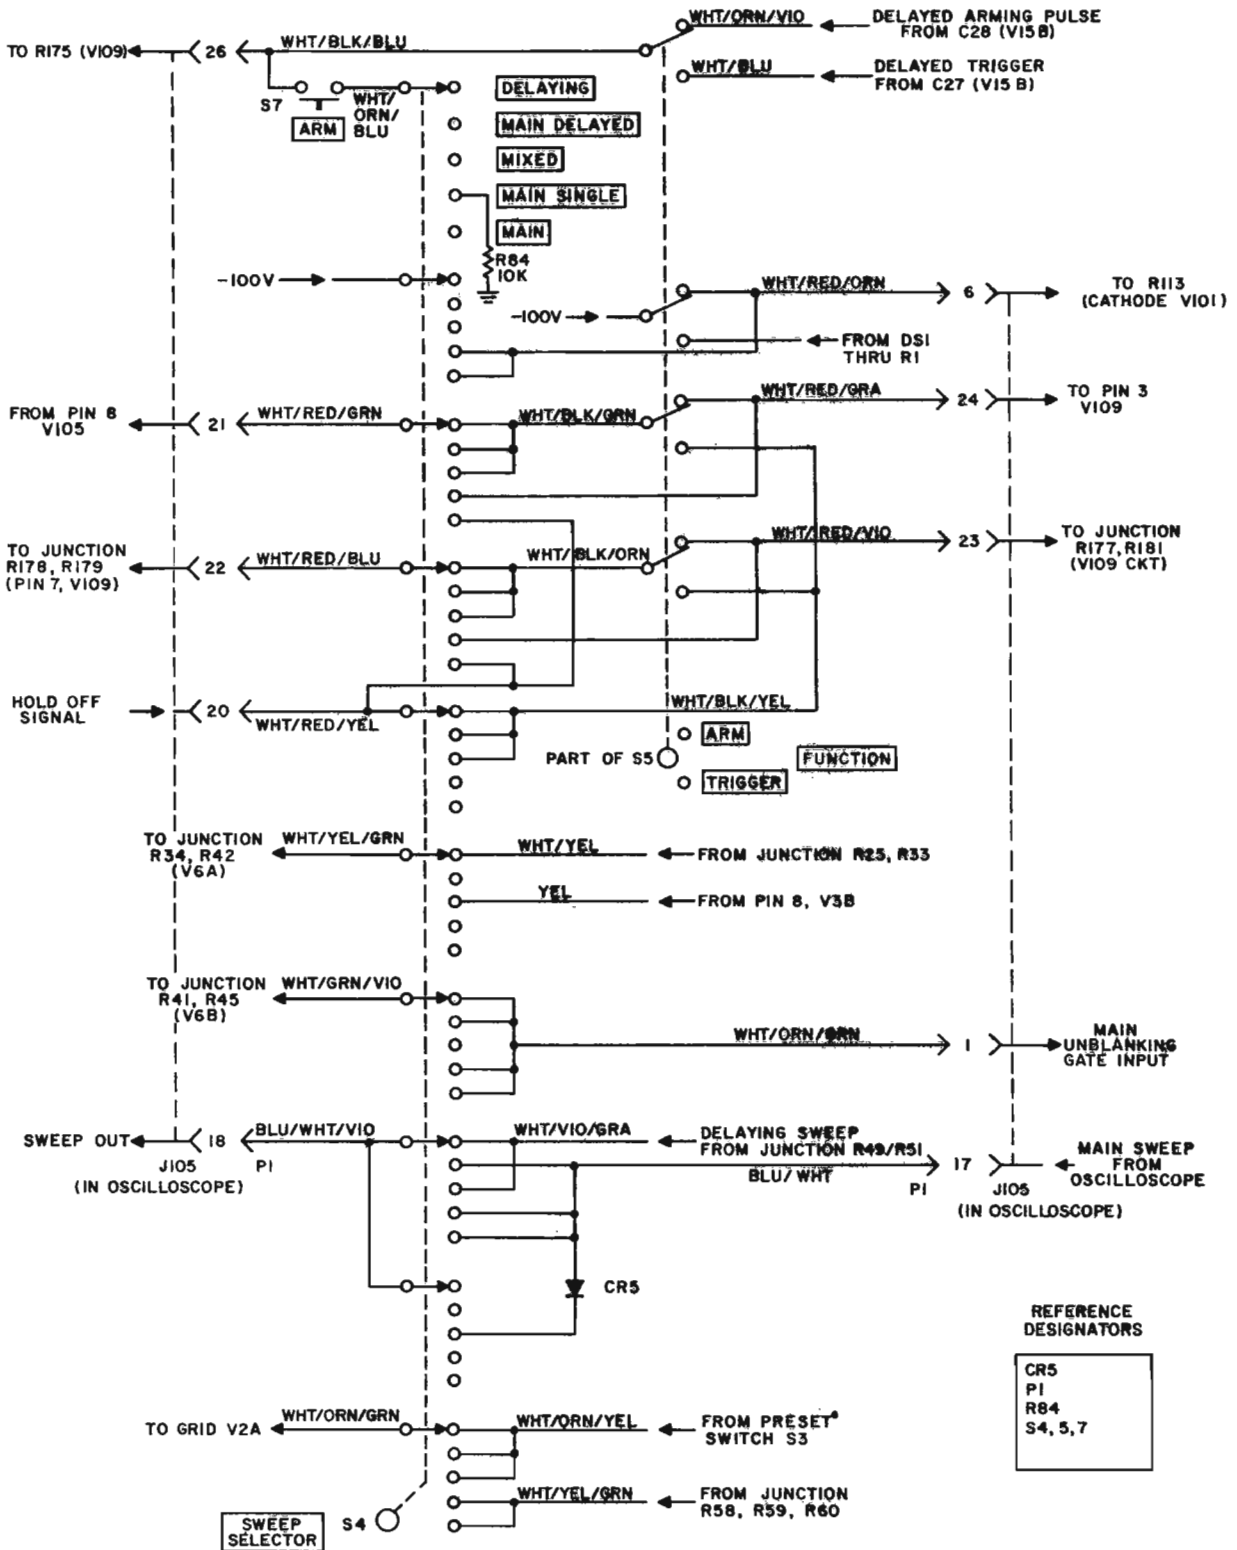 WHT/ORN/VIO
DELAYED ARMING PULSE
FROM C28 (V15B)
TO R175 (V109)
26
WHT/BLK/BLU
WHT/BLU
DELAYED TRIGGER
FROM C27 (V15B)
S7
ARM
WHT/
ORN/
BLU
DELAYING
MAIN DELAYED
MIXED
MAIN SINGLE
MAIN
R84
10K
-100V
WHT/RED/ORN
6
TO R113
(CATHODE V101)
-100V
FROM DS1
THRU R1
FROM PIN 8
V105
21
WHT/RED/GRN
WHT/BLK/GRN
WHT/RED/GRA
24
TO PIN 3
V109
TO JUNCTION
R178, R179
(PIN 7, V109)
22
WHT/RED/BLU
WHT/BLK/ORN
WHT/RED/VIO
23
TO JUNCTION
R177, R181
(V109 CKT)
HOLD OFF
SIGNAL
20
WHT/RED/YEL
WHT/BLK/YEL
ARM
PART OF S5
FUNCTION
TRIGGER
TO JUNCTION
R34, R42
(V6A)
WHT/YEL/GRN
WHT/YEL
FROM JUNCTION R25, R33
YEL
FROM PIN 8, V3B
TO JUNCTION
R41, R45
(V6B)
WHT/GRN/VIO
WHT/ORN/BRN
1
MAIN
UNBLANKING
GATE INPUT
SWEEP OUT
18
BLU/WHT/VIO
J105
P1
(IN OSCILLOSCOPE)
WHT/VIO/GRA
DELAYING SWEEP
FROM JUNCTION R49/R51
BLU/WHT
17
P1
J105
(IN OSCILLOSCOPE)
MAIN SWEEP
FROM
OSCILLOSCOPE
CR5
REFERENCE
DESIGNATORS
CR5
P1
R84
S4, 5, 7
TO GRID V2A
WHT/ORN/GRN
WHT/ORN/YEL
FROM PRESET
SWITCH S3
WHT/YEL/GRN
FROM JUNCTION
R58, R59, R60
SWEEP
SELECTOR
S4